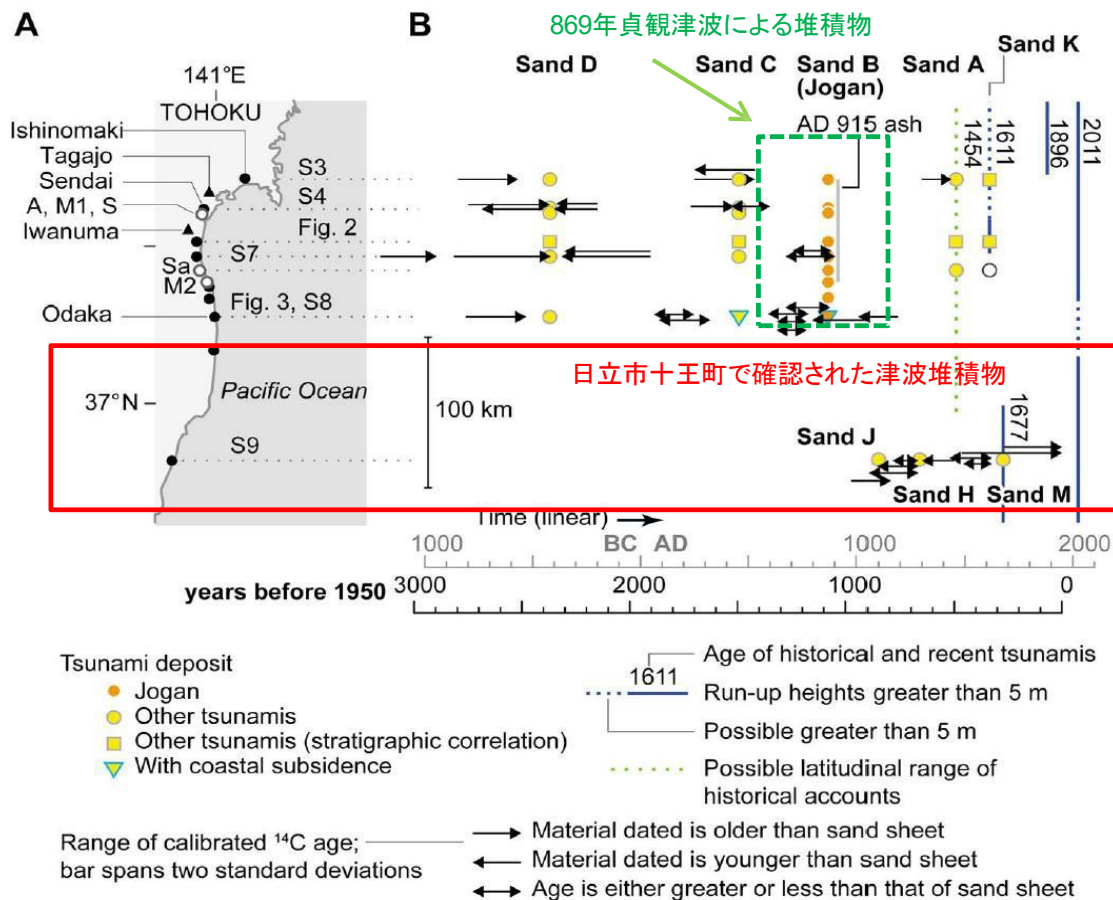 A
B
869年貞観津波による堆積物
141°E
TOHOKU
Ishinomaki
Tagajo
Sendai
A, M1, S
Iwanuma
Sa
M2
Odaka
37°N
S3
S4
Fig. 2
S7
Fig. 3, S8
Pacific Ocean
S9
100 km
Sand D
Sand C
Sand B
(Jogan)
AD 915 ash
Sand A
Sand K
1454
1611
1896
2011
日立市十王町で確認された津波堆積物
1677
Sand J
Sand H
Sand M
Time (linear)
1000
BC
AD
1000
2000
years before 1950
3000
2000
1000
0
Tsunami deposit
Jogan
Other tsunamis
Other tsunamis (stratigraphic correlation)
With coastal subsidence
1611
Age of historical and recent tsunamis
Run-up heights greater than 5 m
Possible greater than 5 m
Possible latitudinal range of
historical accounts
Range of calibrated ¹⁴C age;
bar spans two standard deviations
Material dated is older than sand sheet
Material dated is younger than sand sheet
Age is either greater or less than that of sand sheet